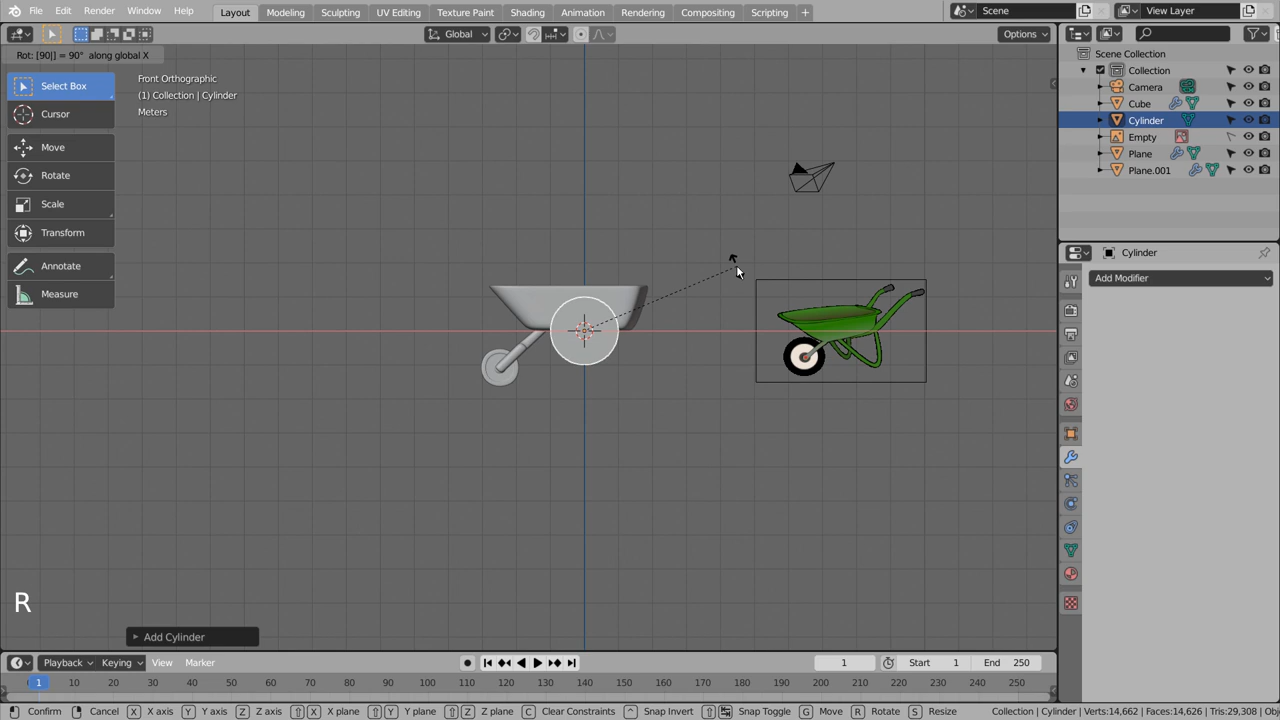 File Edit Render Window Help Layout Modeling Sculpting UV Editing Texture Paint Shading Animation Rendering Compositing Scripting + Scene View Layer
Global Options
Rot: [90|] = 90° along global X
Select Box
Cursor
Move
Rotate
Scale
Transform
Annotate
Measure
Front Orthographic
(1) Collection | Cylinder
Meters
Scene Collection
Collection
Camera
Cube
Cylinder
Empty
Plane
Plane.001
Cylinder
Add Modifier
R
Add Cylinder
Playback Keying View Marker 1 Start 1 End 250
1 10 20 30 40 50 60 70 80 90 100 110 120 130 140 150 160 170 180 190 200 210 220 230 240 250
Confirm Cancel X X axis Y Y axis Z Z axis X X plane Y Y plane Z Z plane C Clear Constraints Snap Invert Snap Toggle G Move R Rotate S Resize Collection | Cylinder | Verts:14,662 | Faces:14,626 | Tris:29,308 | Ob